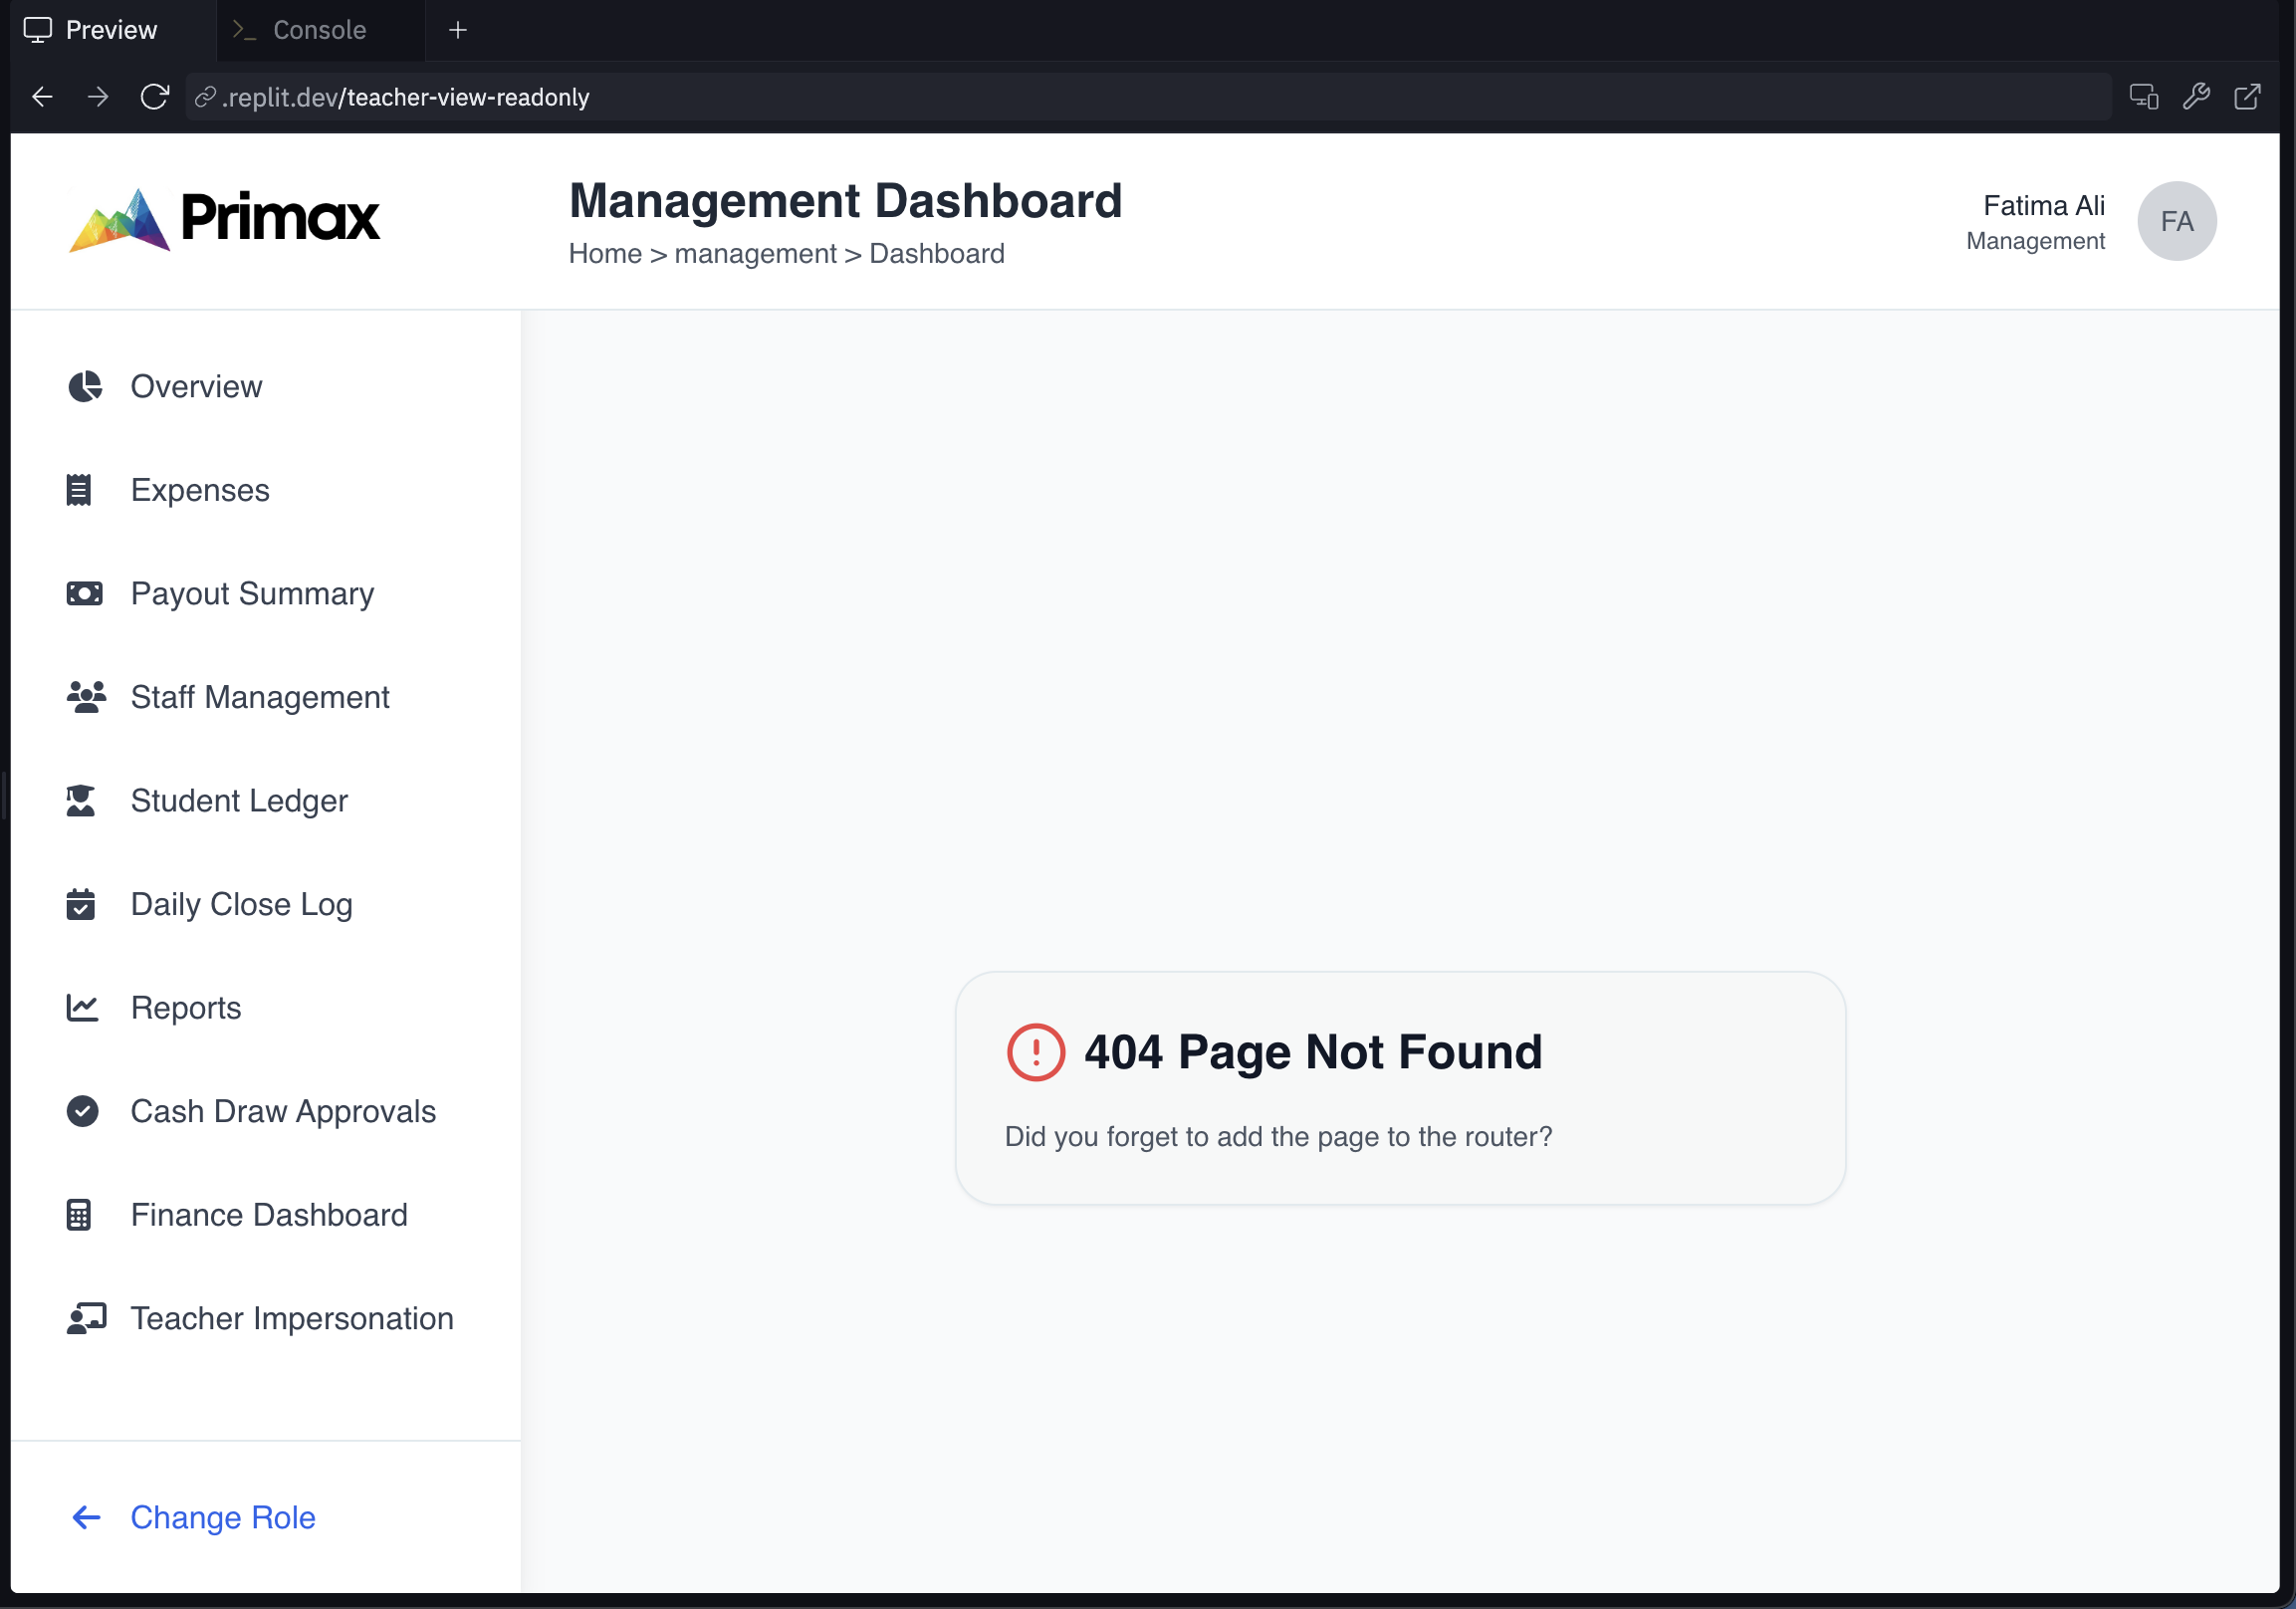 Preview
Console
.replit.dev/teacher-view-readonly
Primax
Management Dashboard
Home > management > Dashboard
Fatima Ali
Management
FA
Overview
Expenses
Payout Summary
Staff Management
Student Ledger
Daily Close Log
Reports
Cash Draw Approvals
Finance Dashboard
Teacher Impersonation
Change Role
404 Page Not Found
Did you forget to add the page to the router?